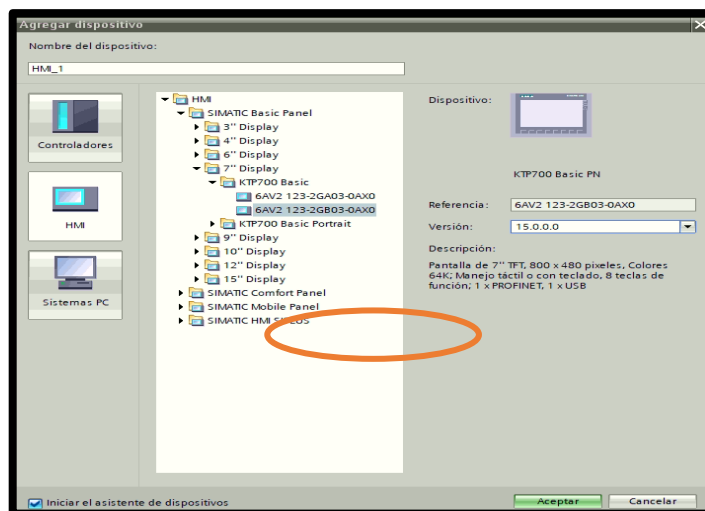 Agregar dispositivo
Nombre del dispositivo:
HMI_1
Controladores
HMI
Sistemas PC
HMI
SIMATIC Basic Panel
3'' Display
4'' Display
6'' Display
7'' Display
KTP700 Basic
6AV2 123-2GA03-0AX0
6AV2 123-2GB03-0AX0
KTP700 Basic Portrait
9'' Display
10'' Display
12'' Display
15'' Display
SIMATIC Comfort Panel
SIMATIC Mobile Panel
SIMATIC HMI
Dispositivo:
KTP700 Basic PN
Referencia: 6AV2 123-2GB03-0AX0
Versión: 15.0.0.0
Descripción:
Pantalla de 7'' TFT, 800 x 480 pixeles, Colores
64K; Manejo táctil o con teclado, 8 teclas de
función; 1 x PROFINET, 1 x USB
Iniciar el asistente de dispositivos
Aceptar Cancelar